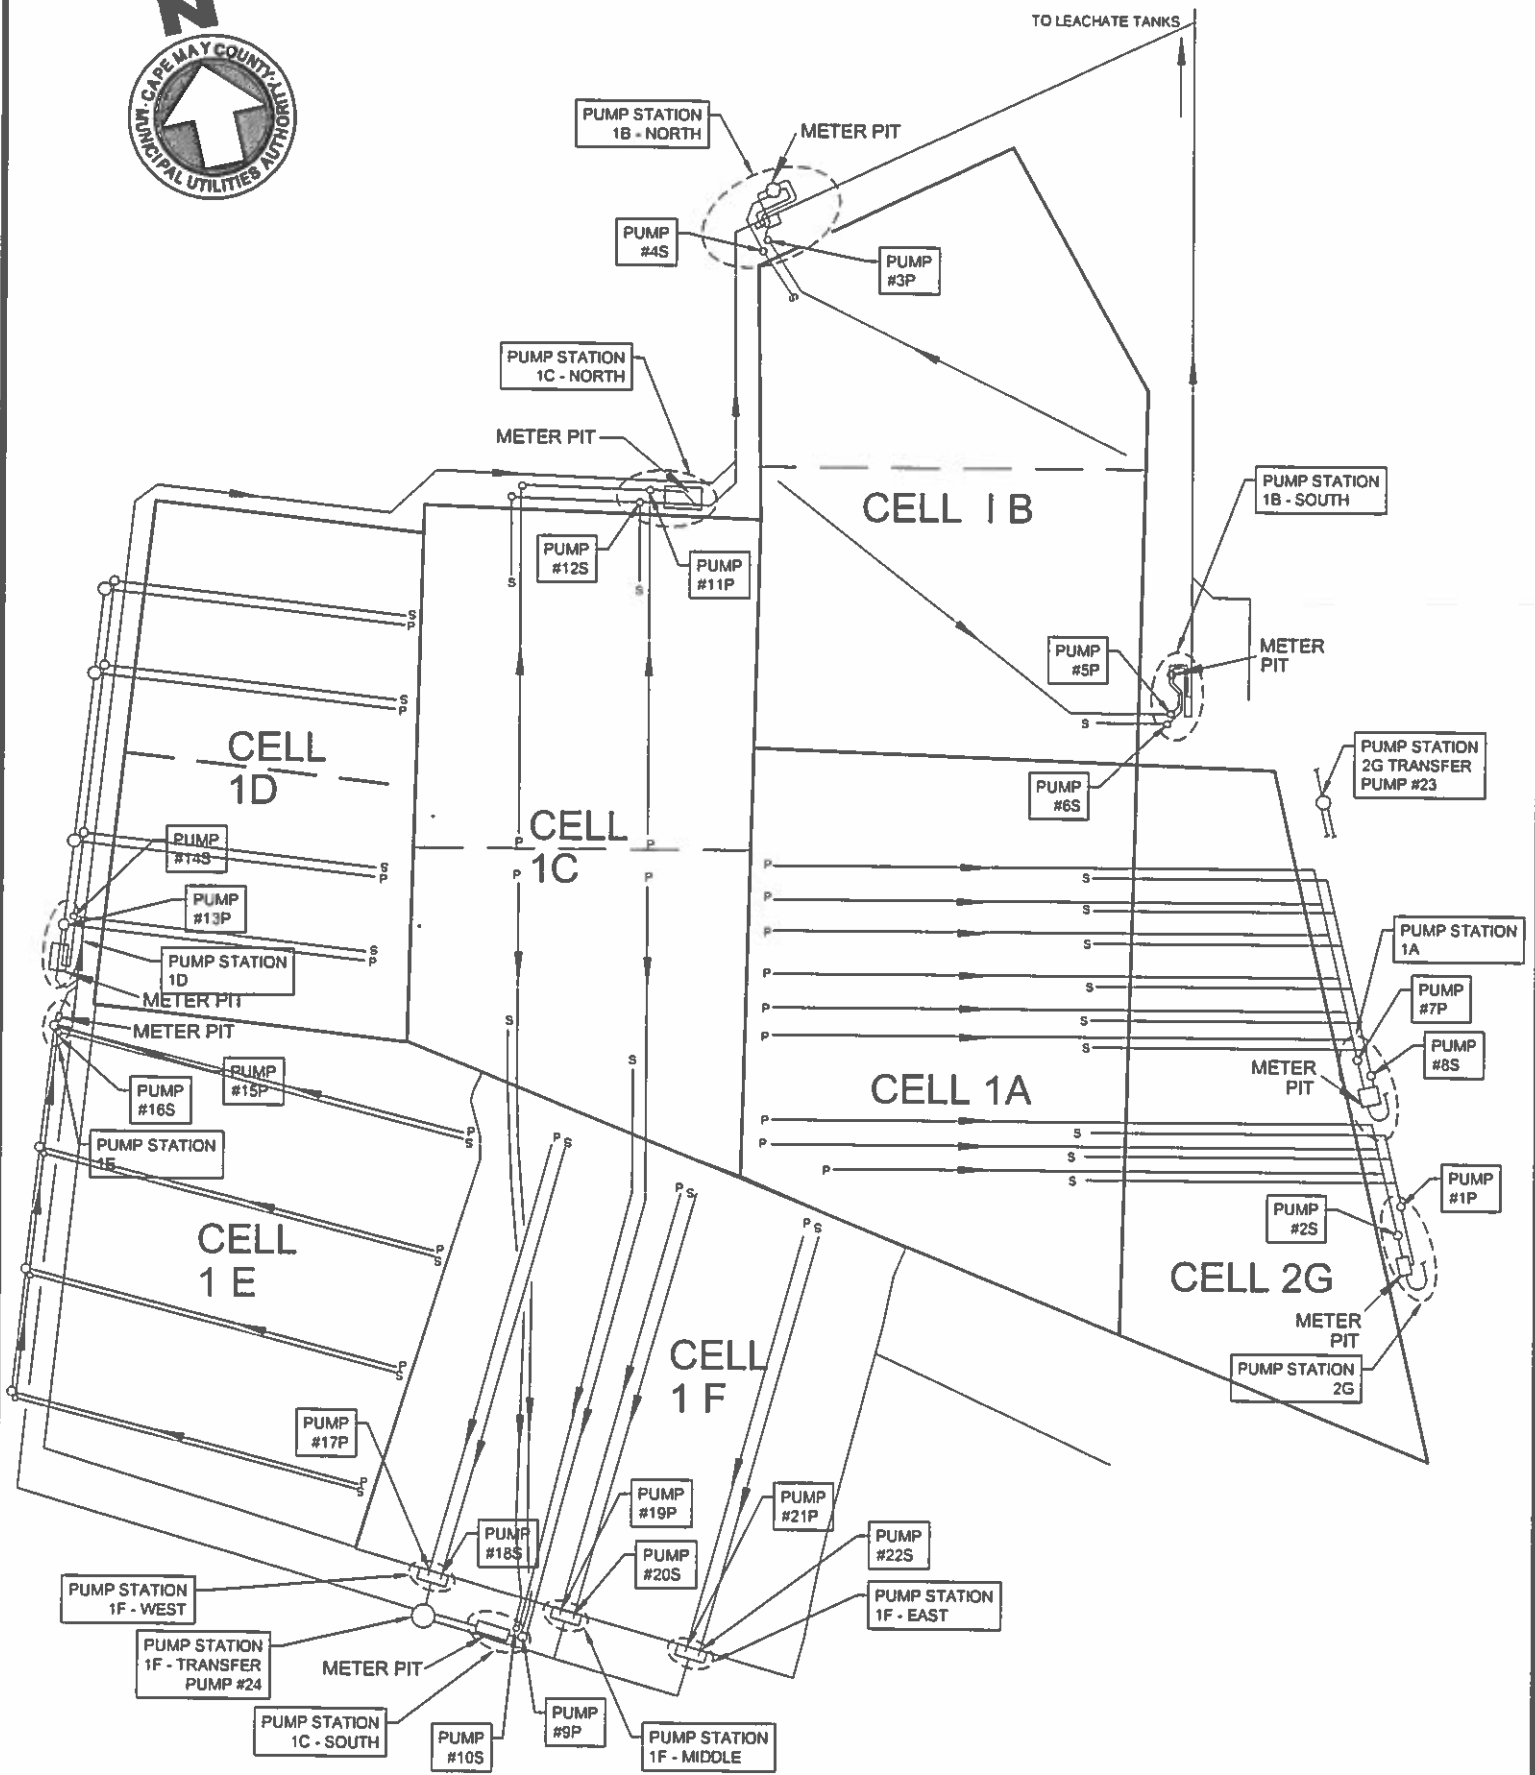 N
CAPE MAY COUNTY
MUNICIPAL UTILITIES AUTHORITY
TO LEACHATE TANKS
PUMP STATION
1B - NORTH
METER PIT
PUMP
#4S
PUMP
#3P
S
PUMP STATION
1C - NORTH
METER PIT
CELL 1B
PUMP STATION
1B - SOUTH
PUMP
#12S
PUMP
#11P
S
S
S
P
S
P
PUMP
#5P
METER
PIT
S
PUMP
#6S
PUMP STATION
2G TRANSFER
PUMP #23
CELL
1D
CELL
1C
P
P
P
P
PUMP
#14S
S
P
PUMP
#13P
S
P
PUMP STATION
1D
METER PIT
METER PIT
P
S
P
S
P
S
P
S
P
S
P
S
PUMP STATION
1A
PUMP
#7P
PUMP
#8S
METER
PIT
CELL 1A
PUMP
#15P
PUMP
#16S
PUMP STATION
1E
S
S
P
S
P S
P S
P S
P
S
P
S
P
S
PUMP
#1P
PUMP
#2S
CELL 2G
METER
PIT
PUMP STATION
2G
CELL
1 E
P
S
P
S
P
S
CELL
1 F
PUMP
#17P
PUMP
#18S
PUMP
#19P
PUMP
#20S
PUMP
#21P
PUMP
#22S
PUMP STATION
1F - WEST
PUMP STATION
1F - EAST
PUMP STATION
1F - TRANSFER
PUMP #24
METER PIT
PUMP STATION
1C - SOUTH
PUMP
#10S
PUMP
#9P
PUMP STATION
1F - MIDDLE